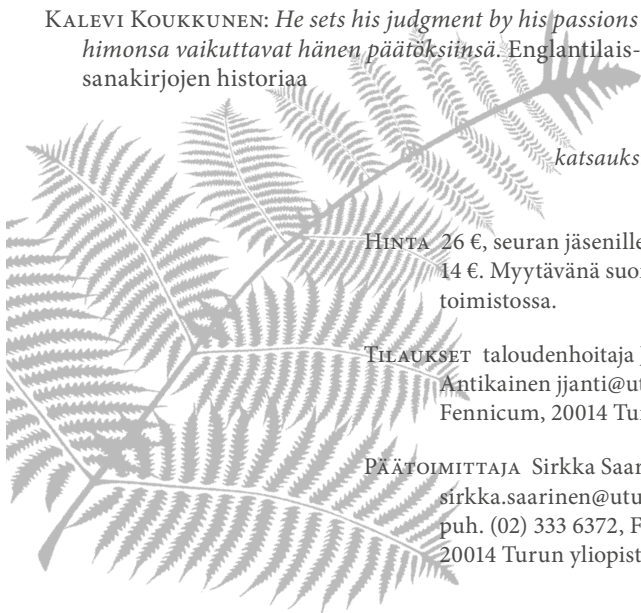 KALEVI KOUKKUNEN: He sets his judgment by his passions
himonsa vaikuttavat hänen päätöksiinsä. Englantilais-
sanakirjojen historiaa
katsauks
HINTA 26 €, seuran jäsenille
14 €. Myytävänä suo
toimistossa.
TILAUKSET taloudenhoitaja J
Antikainen jjanti@ut
Fennicum, 20014 Tu
PÄÄTOIMITTAJA Sirkka Saar
sirkka.saarinen@utu
puh. (02) 333 6372, F
20014 Turun yliopist